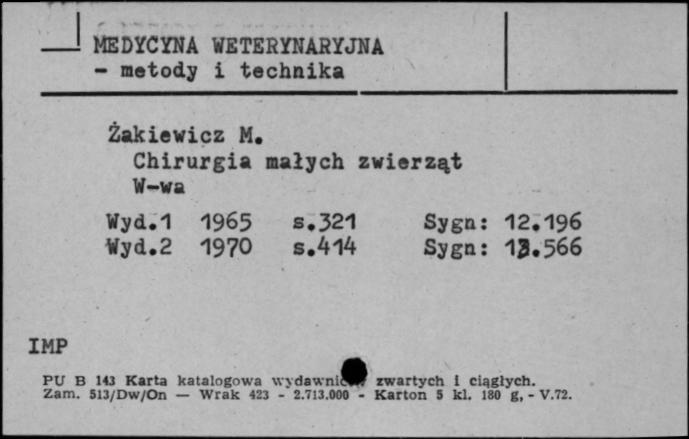 MEDYCYNA WETERYNARYJNA
- metody i technika
Żakiewicz M.
Chirurgia małych zwierząt
W-wa
Wyd.1 1965 s.321 Sygn: 12.196
Wyd.2 1970 s.414 Sygn: 13.566
IMP
PU B 143 Karta katalogowa zwartych i ciągłych.
Zam. 513/Dw/On — Wrak 423 - 2.713.000 - Karton 5 kl. 180 g, - V.72.